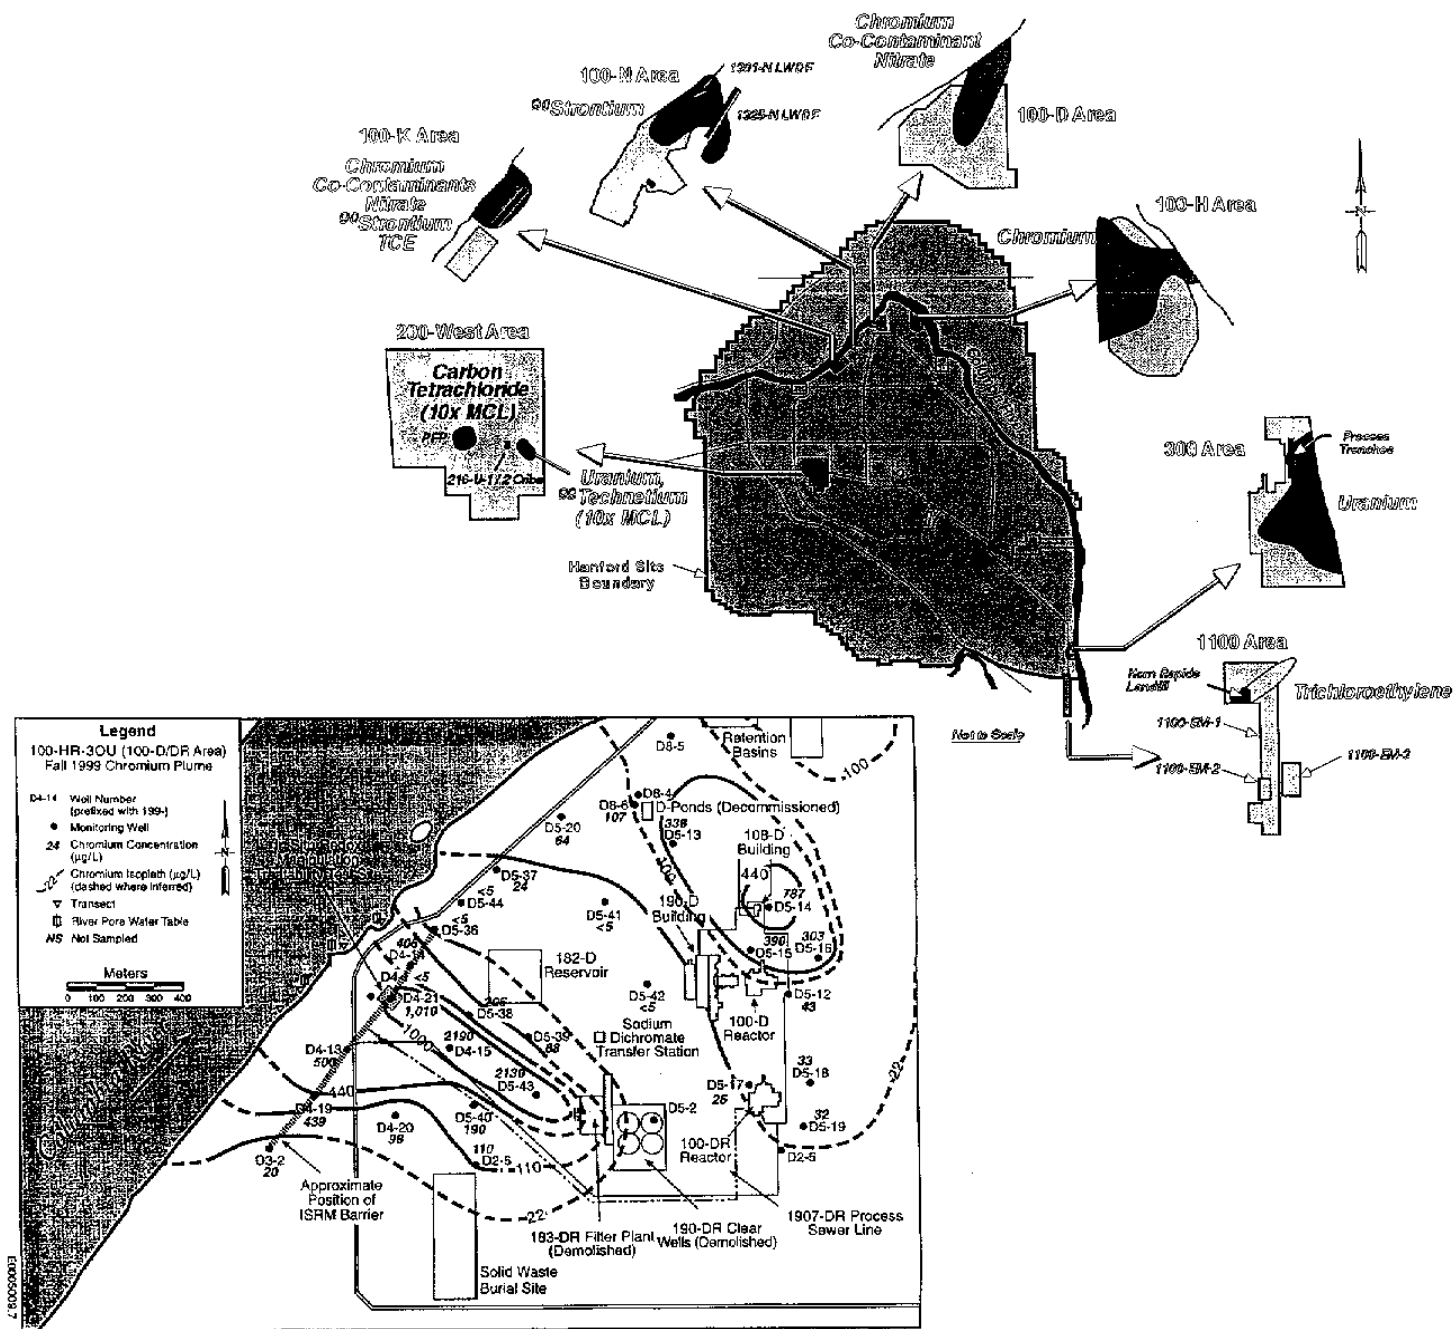 Chromium
Co-Contaminant
Nitrate
100-D Area
100-N Area
90Strontium
1301-N LWDF
1325-N LWDF
100-K Area
Chromium
Co-Contaminants
Nitrate
90Strontium
TCE
100-H Area
Chromium
N
200-West Area
Carbon
Tetrachloride
(10x MCL)
PFP
216-U-1/2 Cribs
Uranium,
99Technetium
(10x MCL)
Hanford Site
Boundary
300 Area
Process
Trenches
Uranium
1100 Area
Horn Rapids
Landfill
Trichloroethylene
1100-EM-1
1100-EM-2
1100-EM-3
Not to Scale
Legend
100-HR-3OU (100-D/DR Area)
Fall 1999 Chromium Plume
D4-14 Well Number
(prefixed with 199-)
Monitoring Well
24 Chromium Concentration
(µg/L)
22 Chromium Isopleth (µg/L)
(dashed where inferred)
Transect
River Pore Water Table
NS Not Sampled
N
Meters
0 100 200 300 400
Retention
Basins
D8-5
100
D8-4
D8-6
107
D-Ponds (Decommissioned)
D5-20
64
338
D5-13
108-D
Building
100
440
787
D5-14
D5-37
24
<5
D5-44
<5
D5-36
D5-41
<5
190-D
Building
390
D5-15
303
D5-16
182-D
Reservoir
D5-42
<5
D5-12
43
100-D
Reactor
<5
D4-21
1,010
D5-38
D5-39
88
Sodium
Dichromate
Transfer Station
1000
2190
D4-15
D4-13
500
2130
D5-43
33
D5-18
D5-17
25
22
440
D4-19
439
D4-20
98
D5-40
190
D5-2
32
D5-19
110
D2-5
110
100-DR
Reactor
D2-6
D3-2
20
Approximate
Position of
ISRM Barrier
22
183-DR Filter Plant
(Demolished)
190-DR Clear
Wells (Demolished)
1907-DR Process
Sewer Line
Solid Waste
Burial Site
Columbia River
E0005009.7